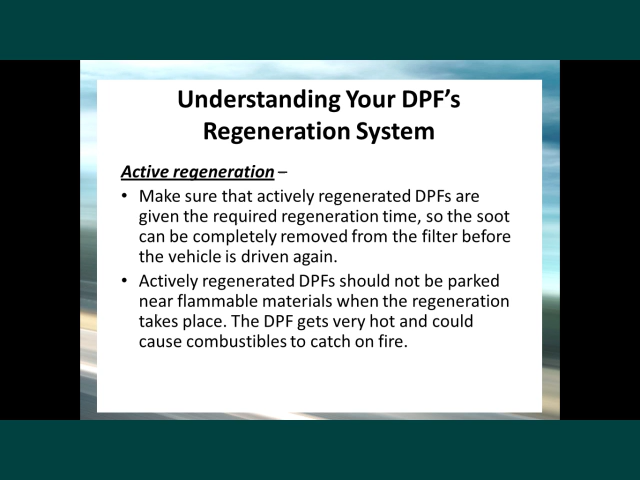 Understanding Your DPF’s
Regeneration System
Active regeneration –
• Make sure that actively regenerated DPFs are
given the required regeneration time, so the soot
can be completely removed from the filter before
the vehicle is driven again.
• Actively regenerated DPFs should not be parked
near flammable materials when the regeneration
takes place. The DPF gets very hot and could
cause combustibles to catch on fire.